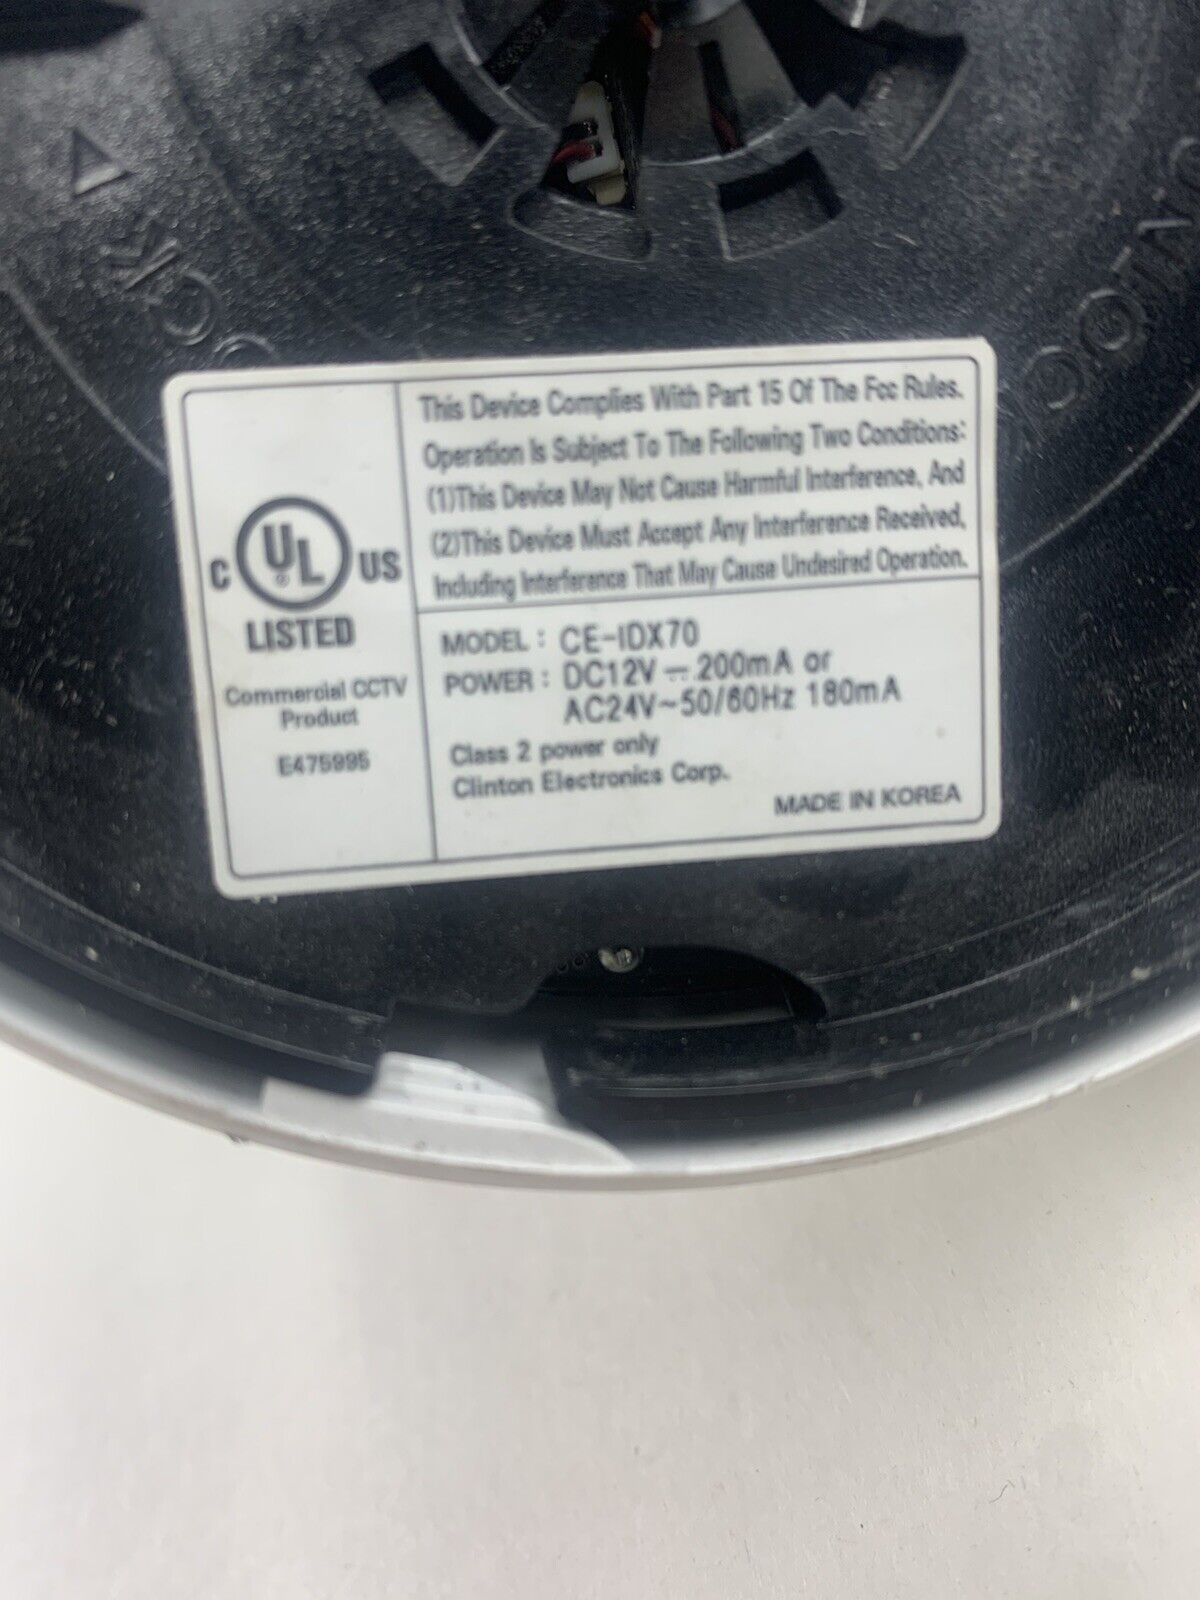 This Device Complies With Part 15 Of The Fcc Rules.
Operation Is Subject To The Following Two Conditions:
(1)This Device May Not Cause Harmful Interference, And
(2)This Device Must Accept Any Interference Received,
Including Interference That May Cause Undesired Operation.
C UL® US
LISTED
Commercial CCTV
Product
E475995
MODEL : CE-IDX70
POWER : DC12V ⎓ 200mA or
AC24V~50/60Hz 180mA
Class 2 power only
Clinton Electronics Corp.
MADE IN KOREA